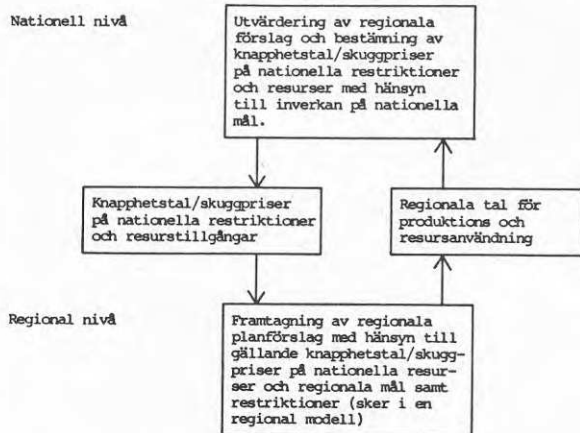 Nationell nivå
Utvärdering av regionala
förslag och bestämning av
knapphetstal/skuggpriser
på nationella restriktioner
och resurser med hänsyn
till inverkan på nationella
mål.
Knapphetstal/skuggpriser
på nationella restriktioner
och resurstillgångar
Regionala tal för
produktions och
resursanvändning
Regional nivå
Framtagning av regionala
planförslag med hänsyn till
gällande knapphetstal/skugg-
priser på nationella resur-
ser och regionala mål samt
restriktioner (sker i en
regional modell)